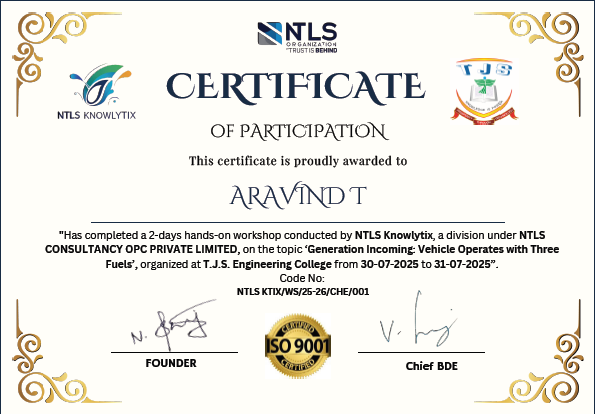 NTLS
ORGANIZATION
TRUST IS BEHIND
NTLS KNOWLYTIX
TJS
CERTIFICATE
OF PARTICIPATION
This certificate is proudly awarded to
ARAVIND T
"Has completed a 2-days hands-on workshop conducted by NTLS Knowlytix, a division under NTLS
CONSULTANCY OPC PRIVATE LIMITED, on the topic ‘Generation Incoming: Vehicle Operates with Three
Fuels’, organized at T.J.S. Engineering College from 30-07-2025 to 31-07-2025”.
Code No:
NTLS KTIX/WS/25-26/CHE/001
FOUNDER
CERTIFIED
ISO 9001
CERTIFIED
Chief BDE